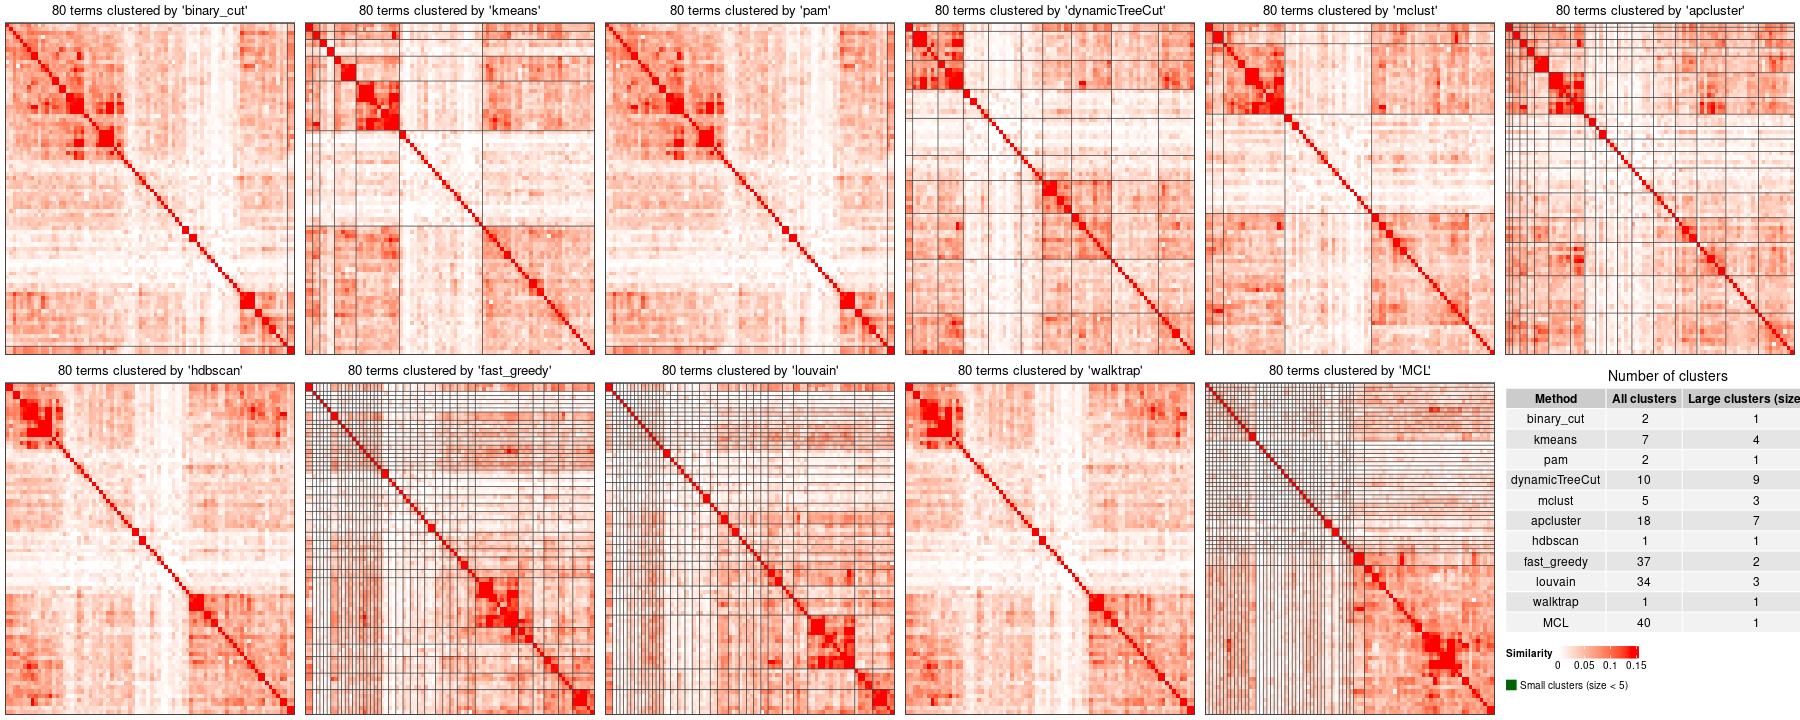 80 terms clustered by 'binary_cut'
80 terms clustered by 'kmeans'
80 terms clustered by 'pam'
80 terms clustered by 'dynamicTreeCut'
80 terms clustered by 'mclust'
80 terms clustered by 'apcluster'
80 terms clustered by 'hdbscan'
80 terms clustered by 'fast_greedy'
80 terms clustered by 'louvain'
80 terms clustered by 'walktrap'
80 terms clustered by 'MCL'
Number of clusters
Method All clusters Large clusters (size
binary_cut 2 1
kmeans 7 4
pam 2 1
dynamicTreeCut 10 9
mclust 5 3
apcluster 18 7
hdbscan 1 1
fast_greedy 37 2
louvain 34 3
walktrap 1 1
MCL 40 1
Similarity
0 0.05 0.1 0.15
Small clusters (size < 5)